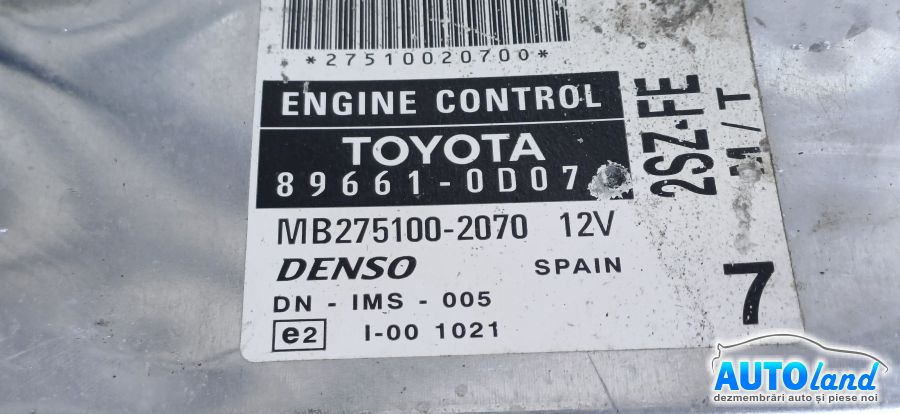 *27510020700*
ENGINE CONTROL
TOYOTA
89661-0D07
MB275100-2070 12V
DENSO SPAIN
DN - IMS - 005
e2 I-00 1021
2SZ-FE
/T
7
AUTOland
dezmembrări auto și piese noi